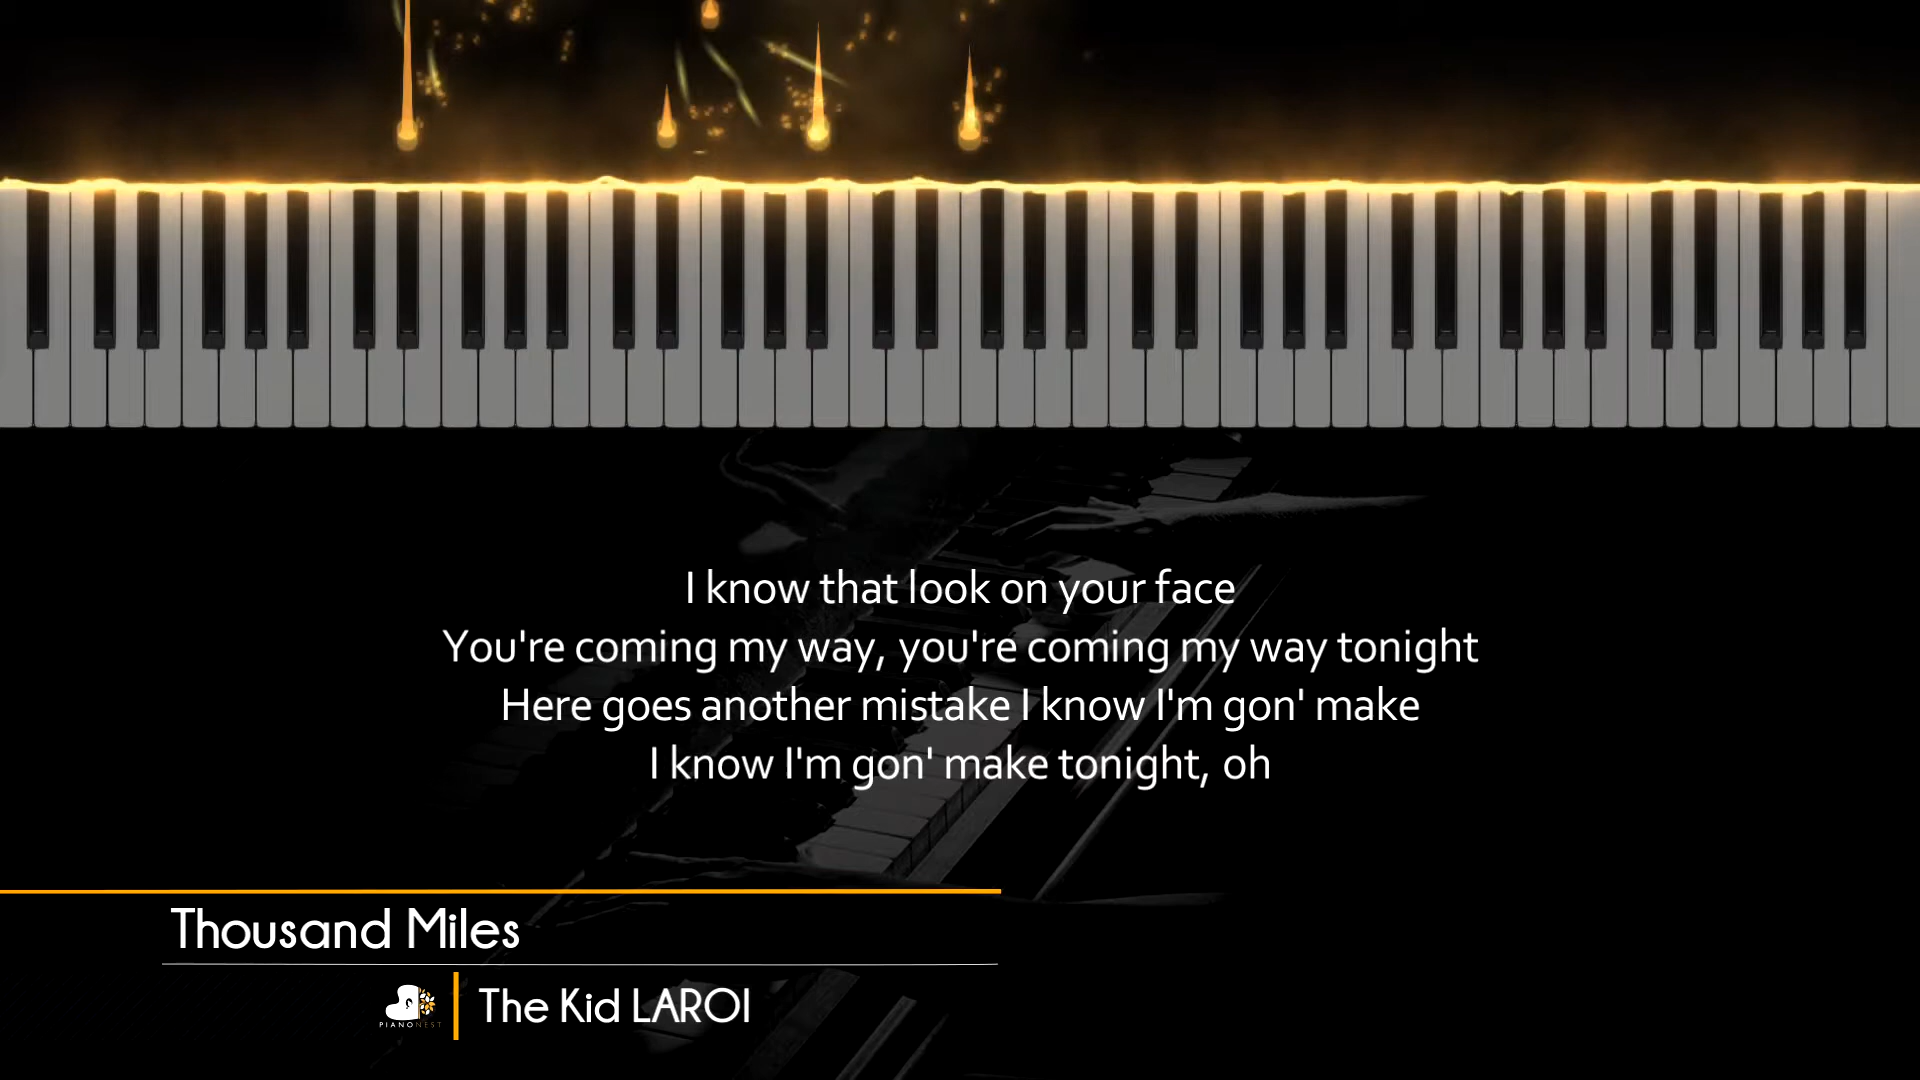 I know that look on your face
You're coming my way, you're coming my way tonight
Here goes another mistake I know I'm gon' make
I know I'm gon' make tonight, oh
Thousand Miles
PIANONEST
The Kid LAROI